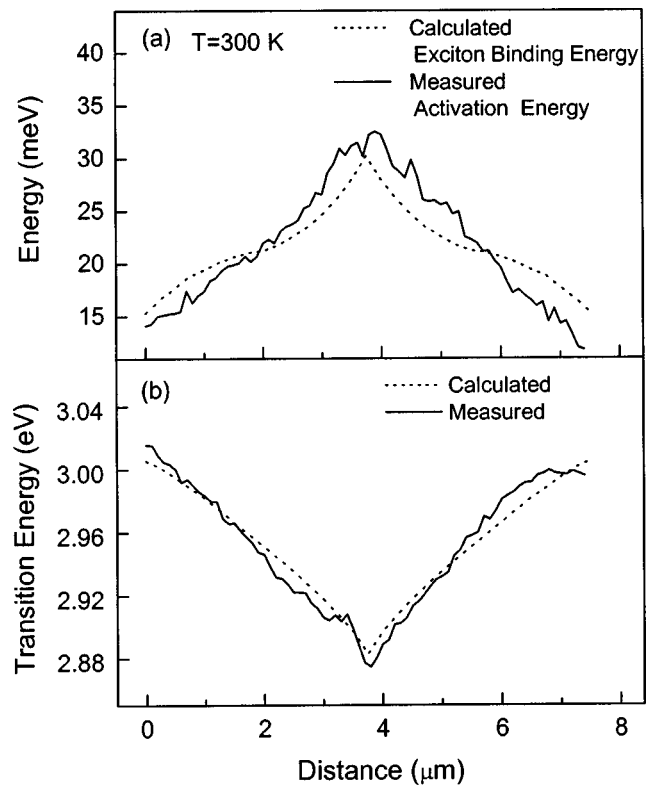 (a) T=300 K
Calculated
Exciton Binding Energy
Measured
Activation Energy
40
35
30
25
20
15
Energy (meV)
(b)
Calculated
Measured
3.04
3.00
2.96
2.92
2.88
Transition Energy (eV)
0 2 4 6 8
Distance (μm)